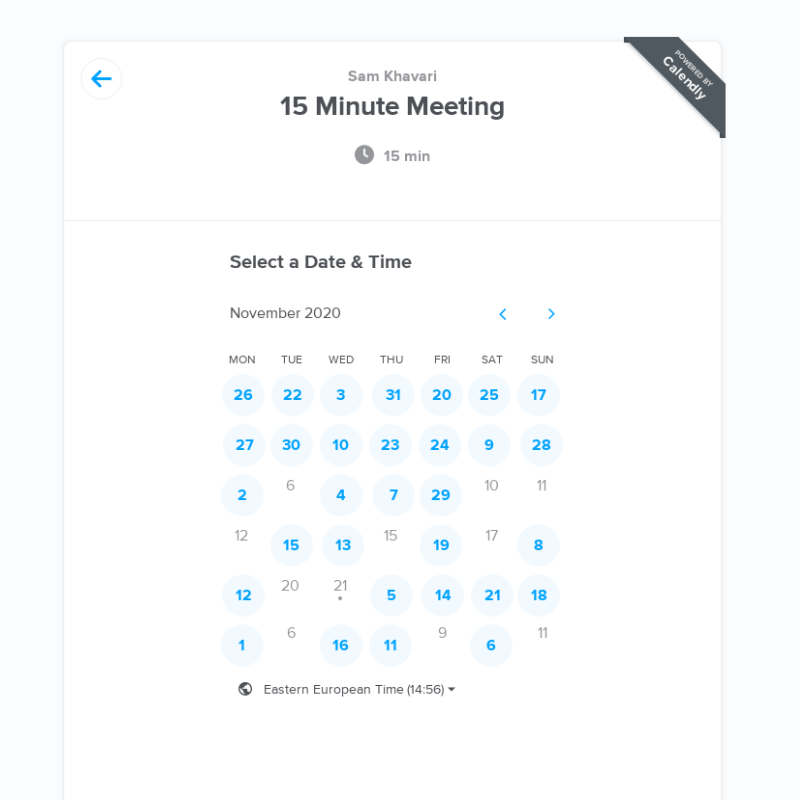 POWERED BY
Calendly
Sam Khavari
15 Minute Meeting
15 min
Select a Date & Time
November 2020
MON TUE WED THU FRI SAT SUN
26 22 3 31 20 25 17
27 30 10 23 24 9 28
2 6 4 7 29 10 11
12 15 13 15 19 17 8
12 20 21 5 14 21 18
1 6 16 11 9 6 11
Eastern European Time (14:56)